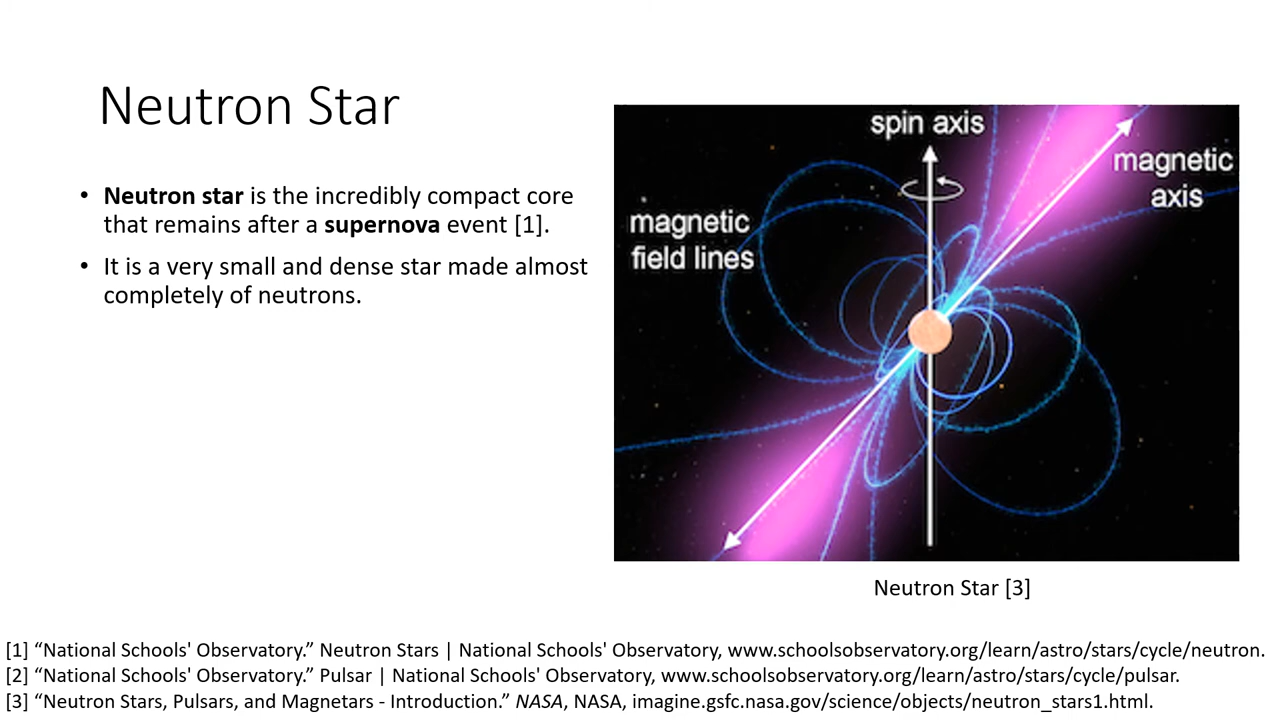 Neutron Star
• Neutron star is the incredibly compact core
that remains after a supernova event [1].
• It is a very small and dense star made almost
completely of neutrons.
spin axis
magnetic
axis
magnetic
field lines
Neutron Star [3]
[1] “National Schools' Observatory.” Neutron Stars | National Schools' Observatory, www.schoolsobservatory.org/learn/astro/stars/cycle/neutron.
[2] “National Schools' Observatory.” Pulsar | National Schools' Observatory, www.schoolsobservatory.org/learn/astro/stars/cycle/pulsar.
[3] “Neutron Stars, Pulsars, and Magnetars - Introduction.” NASA, NASA, imagine.gsfc.nasa.gov/science/objects/neutron_stars1.html.